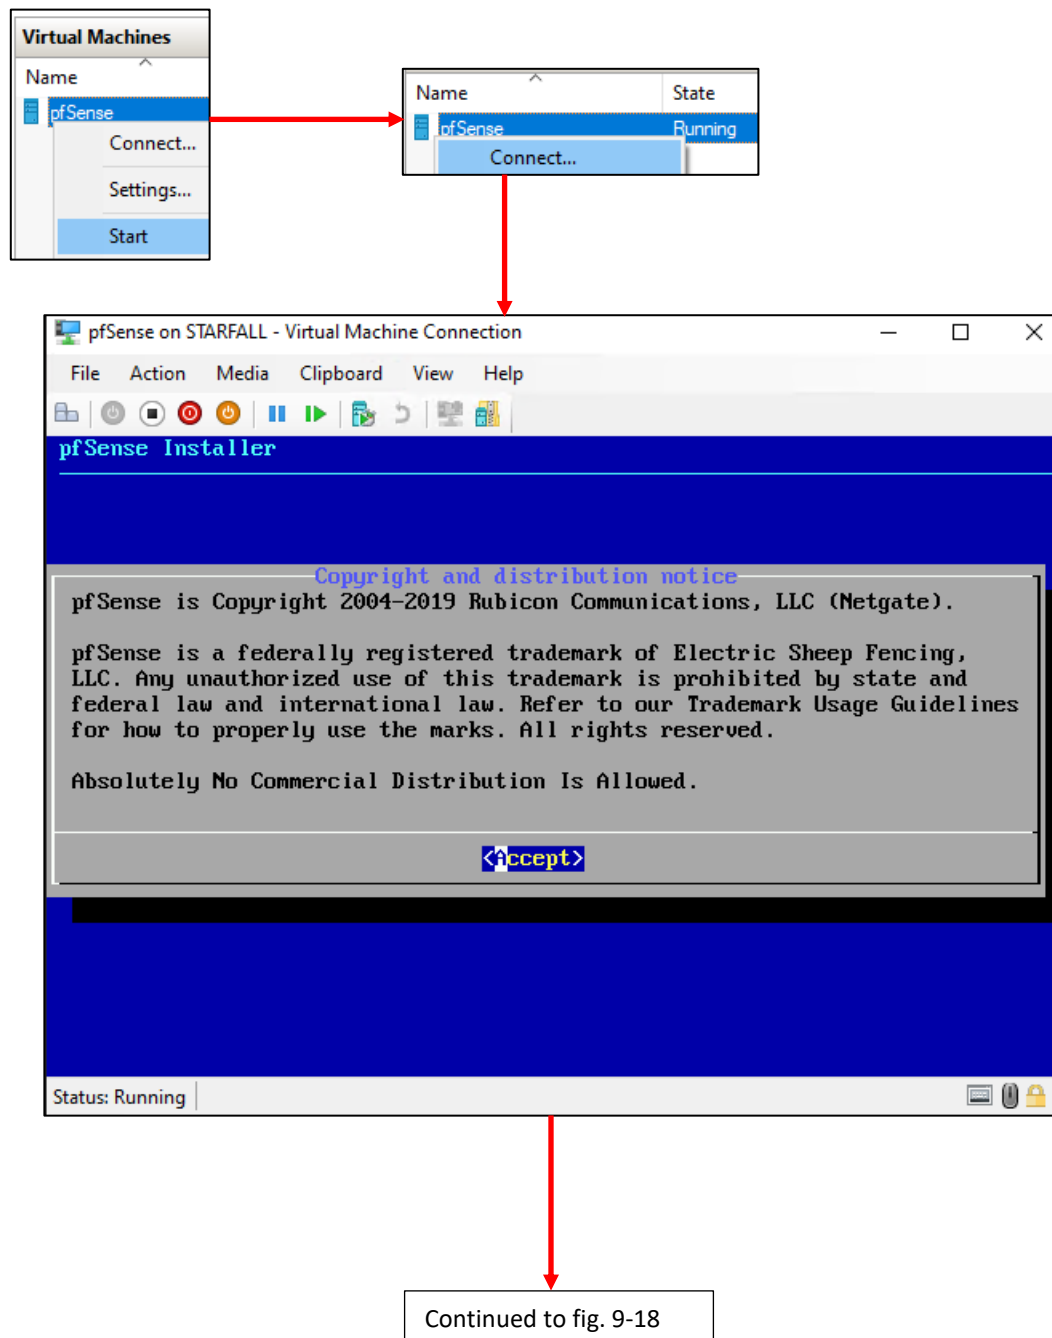 Virtual Machines
Name
pfSense
Connect...
Settings...
Start
Name State
pfSense Running
Connect...
pfSense on STARFALL - Virtual Machine Connection
File Action Media Clipboard View Help
pfSense Installer
Copyright and distribution notice
pfSense is Copyright 2004-2019 Rubicon Communications, LLC (Netgate).
pfSense is a federally registered trademark of Electric Sheep Fencing,
LLC. Any unauthorized use of this trademark is prohibited by state and
federal law and international law. Refer to our Trademark Usage Guidelines
for how to properly use the marks. All rights reserved.
Absolutely No Commercial Distribution Is Allowed.
<Accept>
Status: Running
Continued to fig. 9-18